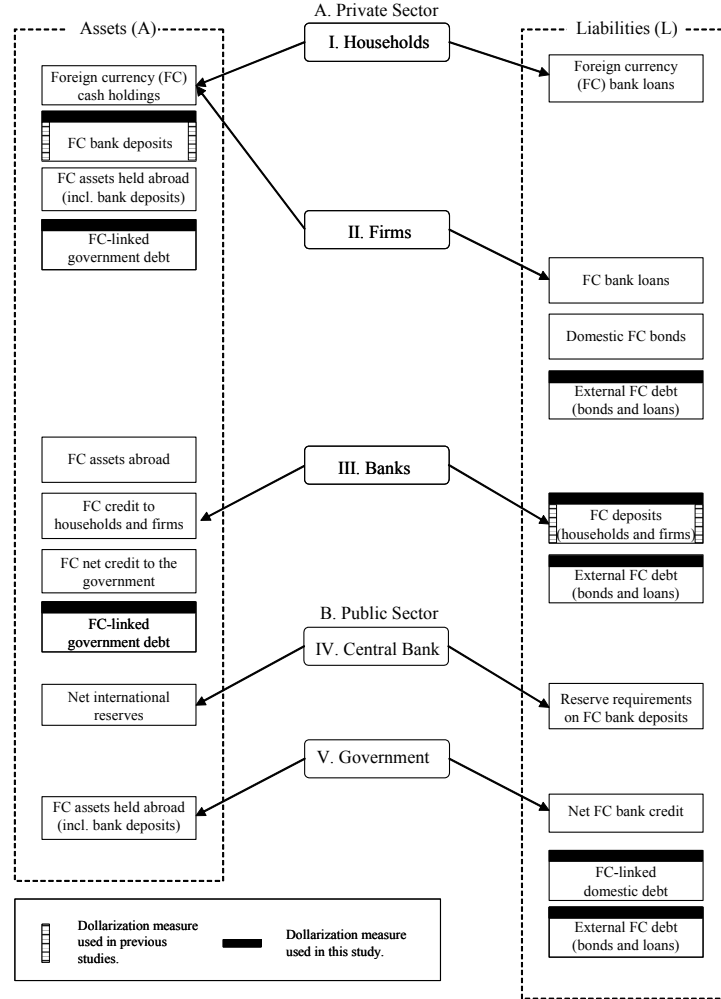 A. Private Sector
Assets (A)
I. Households
Liabilities (L)
Foreign currency (FC)
cash holdings
FC bank deposits
FC assets held abroad
(incl. bank deposits)
FC-linked
government debt
Foreign currency
(FC) bank loans
II. Firms
FC bank loans
Domestic FC bonds
External FC debt
(bonds and loans)
FC assets abroad
FC credit to
households and firms
FC net credit to the
government
FC-linked
government debt
III. Banks
FC deposits
(households and firms)
External FC debt
(bonds and loans)
B. Public Sector
IV. Central Bank
Net international
reserves
Reserve requirements
on FC bank deposits
V. Government
FC assets held abroad
(incl. bank deposits)
Net FC bank credit
FC-linked
domestic debt
External FC debt
(bonds and loans)
Dollarization measure
used in previous
studies.
Dollarization measure
used in this study.